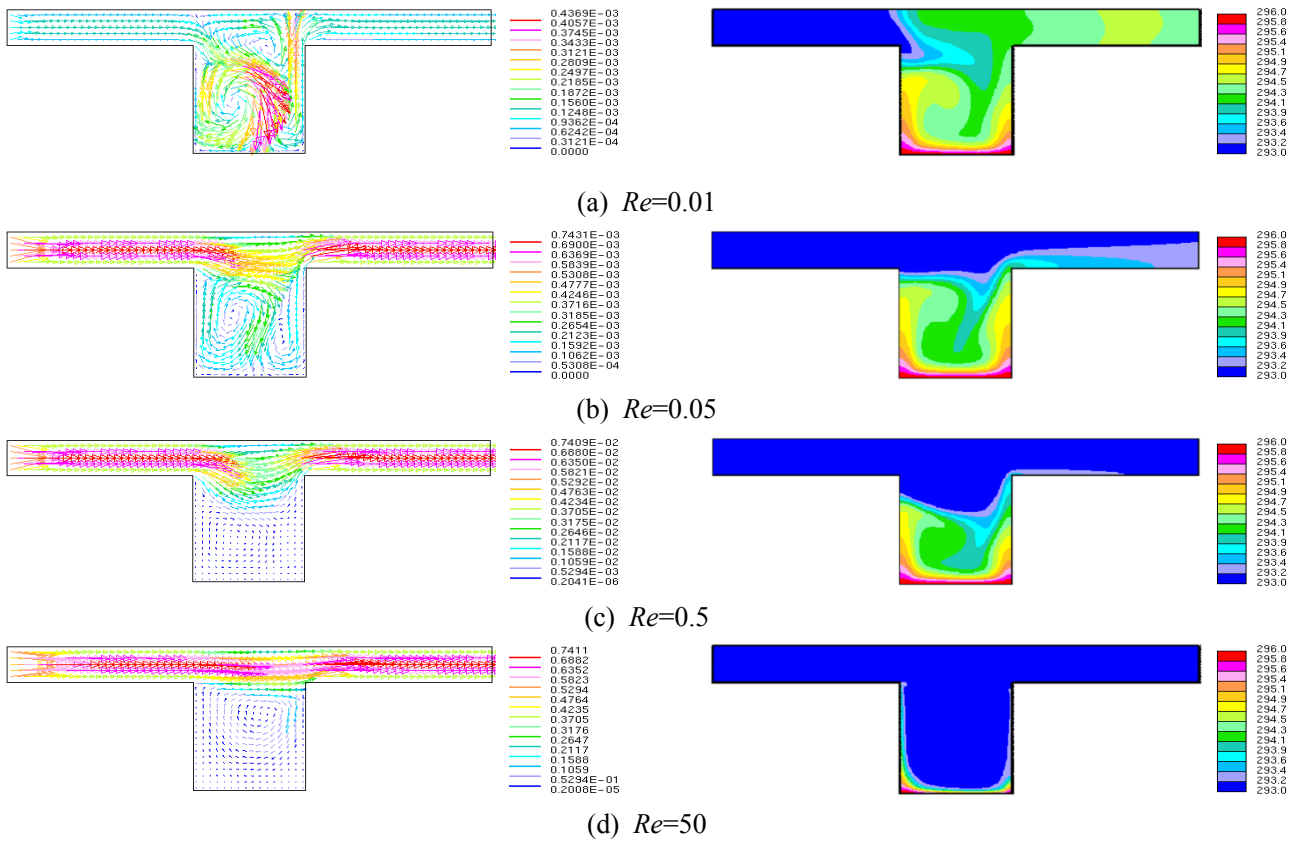 0.4369E-03
0.4057E-03
0.3745E-03
0.3433E-03
0.3121E-03
0.2809E-03
0.2497E-03
0.2185E-03
0.1872E-03
0.1560E-03
0.1248E-03
0.9362E-04
0.6242E-04
0.3121E-04
0.0000
296.0
295.8
295.4
295.1
294.9
294.7
294.5
294.3
294.1
293.9
293.6
293.4
293.2
293.0
(a) Re=0.01
0.7431E-03
0.6900E-03
0.6369E-03
0.5839E-03
0.5308E-03
0.4777E-03
0.4246E-03
0.3716E-03
0.3185E-03
0.2654E-03
0.2123E-03
0.1592E-03
0.1062E-03
0.5308E-04
0.0000
296.0
295.8
295.4
295.1
294.9
294.7
294.5
294.3
294.1
293.9
293.6
293.4
293.2
293.0
(b) Re=0.05
0.7409E-02
0.6880E-02
0.6350E-02
0.5821E-02
0.5292E-02
0.4763E-02
0.4234E-02
0.3705E-02
0.3175E-02
0.2646E-02
0.2117E-02
0.1588E-02
0.1059E-02
0.5294E-03
0.2041E-06
296.0
295.8
295.4
295.1
294.9
294.7
294.5
294.3
294.1
293.9
293.6
293.4
293.2
293.0
(c) Re=0.5
0.7411
0.6882
0.6352
0.5823
0.5294
0.4764
0.4235
0.3705
0.3176
0.2647
0.2117
0.1588
0.1059
0.5294E-01
0.2008E-05
296.0
295.8
295.4
295.1
294.9
294.7
294.5
294.3
294.1
293.9
293.6
293.4
293.2
293.0
(d) Re=50